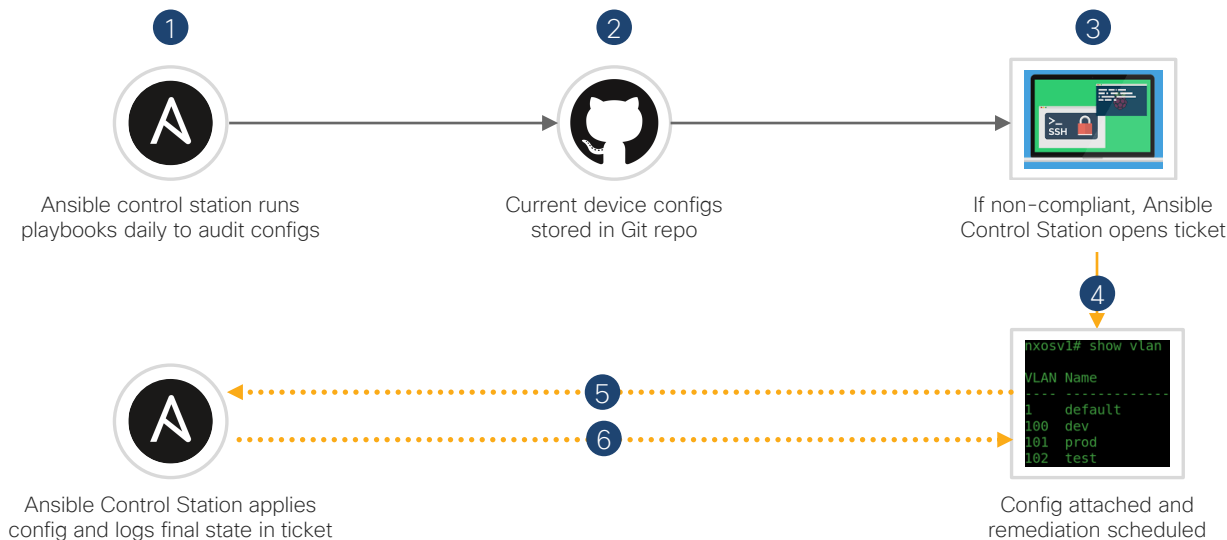 1
2
3
>_
SSH
Ansible control station runs
playbooks daily to audit configs
Current device configs
stored in Git repo
If non-compliant, Ansible
Control Station opens ticket
4
nxosv1# show vlan
VLAN Name
---- -------------
1 default
100 dev
101 prod
102 test
5
6
Ansible Control Station applies
config and logs final state in ticket
Config attached and
remediation scheduled